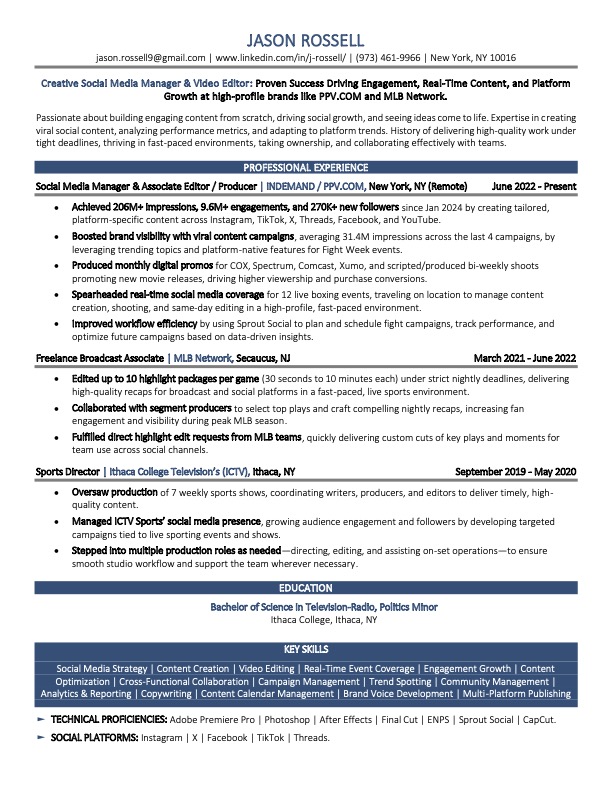 JASON ROSSELL
jason.rossell9@gmail.com | www.linkedin.com/in/j-rossell/ | (973) 461-9966 | New York, NY 10016
Creative Social Media Manager & Video Editor: Proven Success Driving Engagement, Real-Time Content, and Platform
Growth at high-profile brands like PPV.COM and MLB Network.
Passionate about building engaging content from scratch, driving social growth, and seeing ideas come to life. Expertise in creating
viral social content, analyzing performance metrics, and adapting to platform trends. History of delivering high-quality work under
tight deadlines, thriving in fast-paced environments, taking ownership, and collaborating effectively with teams.
PROFESSIONAL EXPERIENCE
Social Media Manager & Associate Editor / Producer | INDEMAND / PPV.COM, New York, NY (Remote) June 2022 - Present
• Achieved 206M+ impressions, 9.6M+ engagements, and 270K+ new followers since Jan 2024 by creating tailored,
platform-specific content across Instagram, TikTok, X, Threads, Facebook, and YouTube.
• Boosted brand visibility with viral content campaigns, averaging 31.4M impressions across the last 4 campaigns, by
leveraging trending topics and platform-native features for Fight Week events.
• Produced monthly digital promos for COX, Spectrum, Comcast, Xumo, and scripted/produced bi-weekly shoots
promoting new movie releases, driving higher viewership and purchase conversions.
• Spearheaded real-time social media coverage for 12 live boxing events, traveling on location to manage content
creation, shooting, and same-day editing in a high-profile, fast-paced environment.
• Improved workflow efficiency by using Sprout Social to plan and schedule fight campaigns, track performance, and
optimize future campaigns based on data-driven insights.
Freelance Broadcast Associate | MLB Network, Secaucus, NJ March 2021 - June 2022
• Edited up to 10 highlight packages per game (30 seconds to 10 minutes each) under strict nightly deadlines, delivering
high-quality recaps for broadcast and social platforms in a fast-paced, live sports environment.
• Collaborated with segment producers to select top plays and craft compelling nightly recaps, increasing fan
engagement and visibility during peak MLB season.
• Fulfilled direct highlight edit requests from MLB teams, quickly delivering custom cuts of key plays and moments for
team use across social channels.
Sports Director | Ithaca College Television's (ICTV), Ithaca, NY September 2019 - May 2020
• Oversaw production of 7 weekly sports shows, coordinating writers, producers, and editors to deliver timely, high-
quality content.
• Managed ICTV Sports' social media presence, growing audience engagement and followers by developing targeted
campaigns tied to live sporting events and shows.
• Stepped into multiple production roles as needed—directing, editing, and assisting on-set operations—to ensure
smooth studio workflow and support the team wherever necessary.
EDUCATION
Bachelor of Science in Television-Radio, Politics Minor
Ithaca College, Ithaca, NY
KEY SKILLS
Social Media Strategy | Content Creation | Video Editing | Real-Time Event Coverage | Engagement Growth | Content
Optimization | Cross-Functional Collaboration | Campaign Management | Trend Spotting | Community Management |
Analytics & Reporting | Copywriting | Content Calendar Management | Brand Voice Development | Multi-Platform Publishing
► TECHNICAL PROFICIENCIES: Adobe Premiere Pro | Photoshop | After Effects | Final Cut | ENPS | Sprout Social | CapCut.
► SOCIAL PLATFORMS: Instagram | X | Facebook | TikTok | Threads.